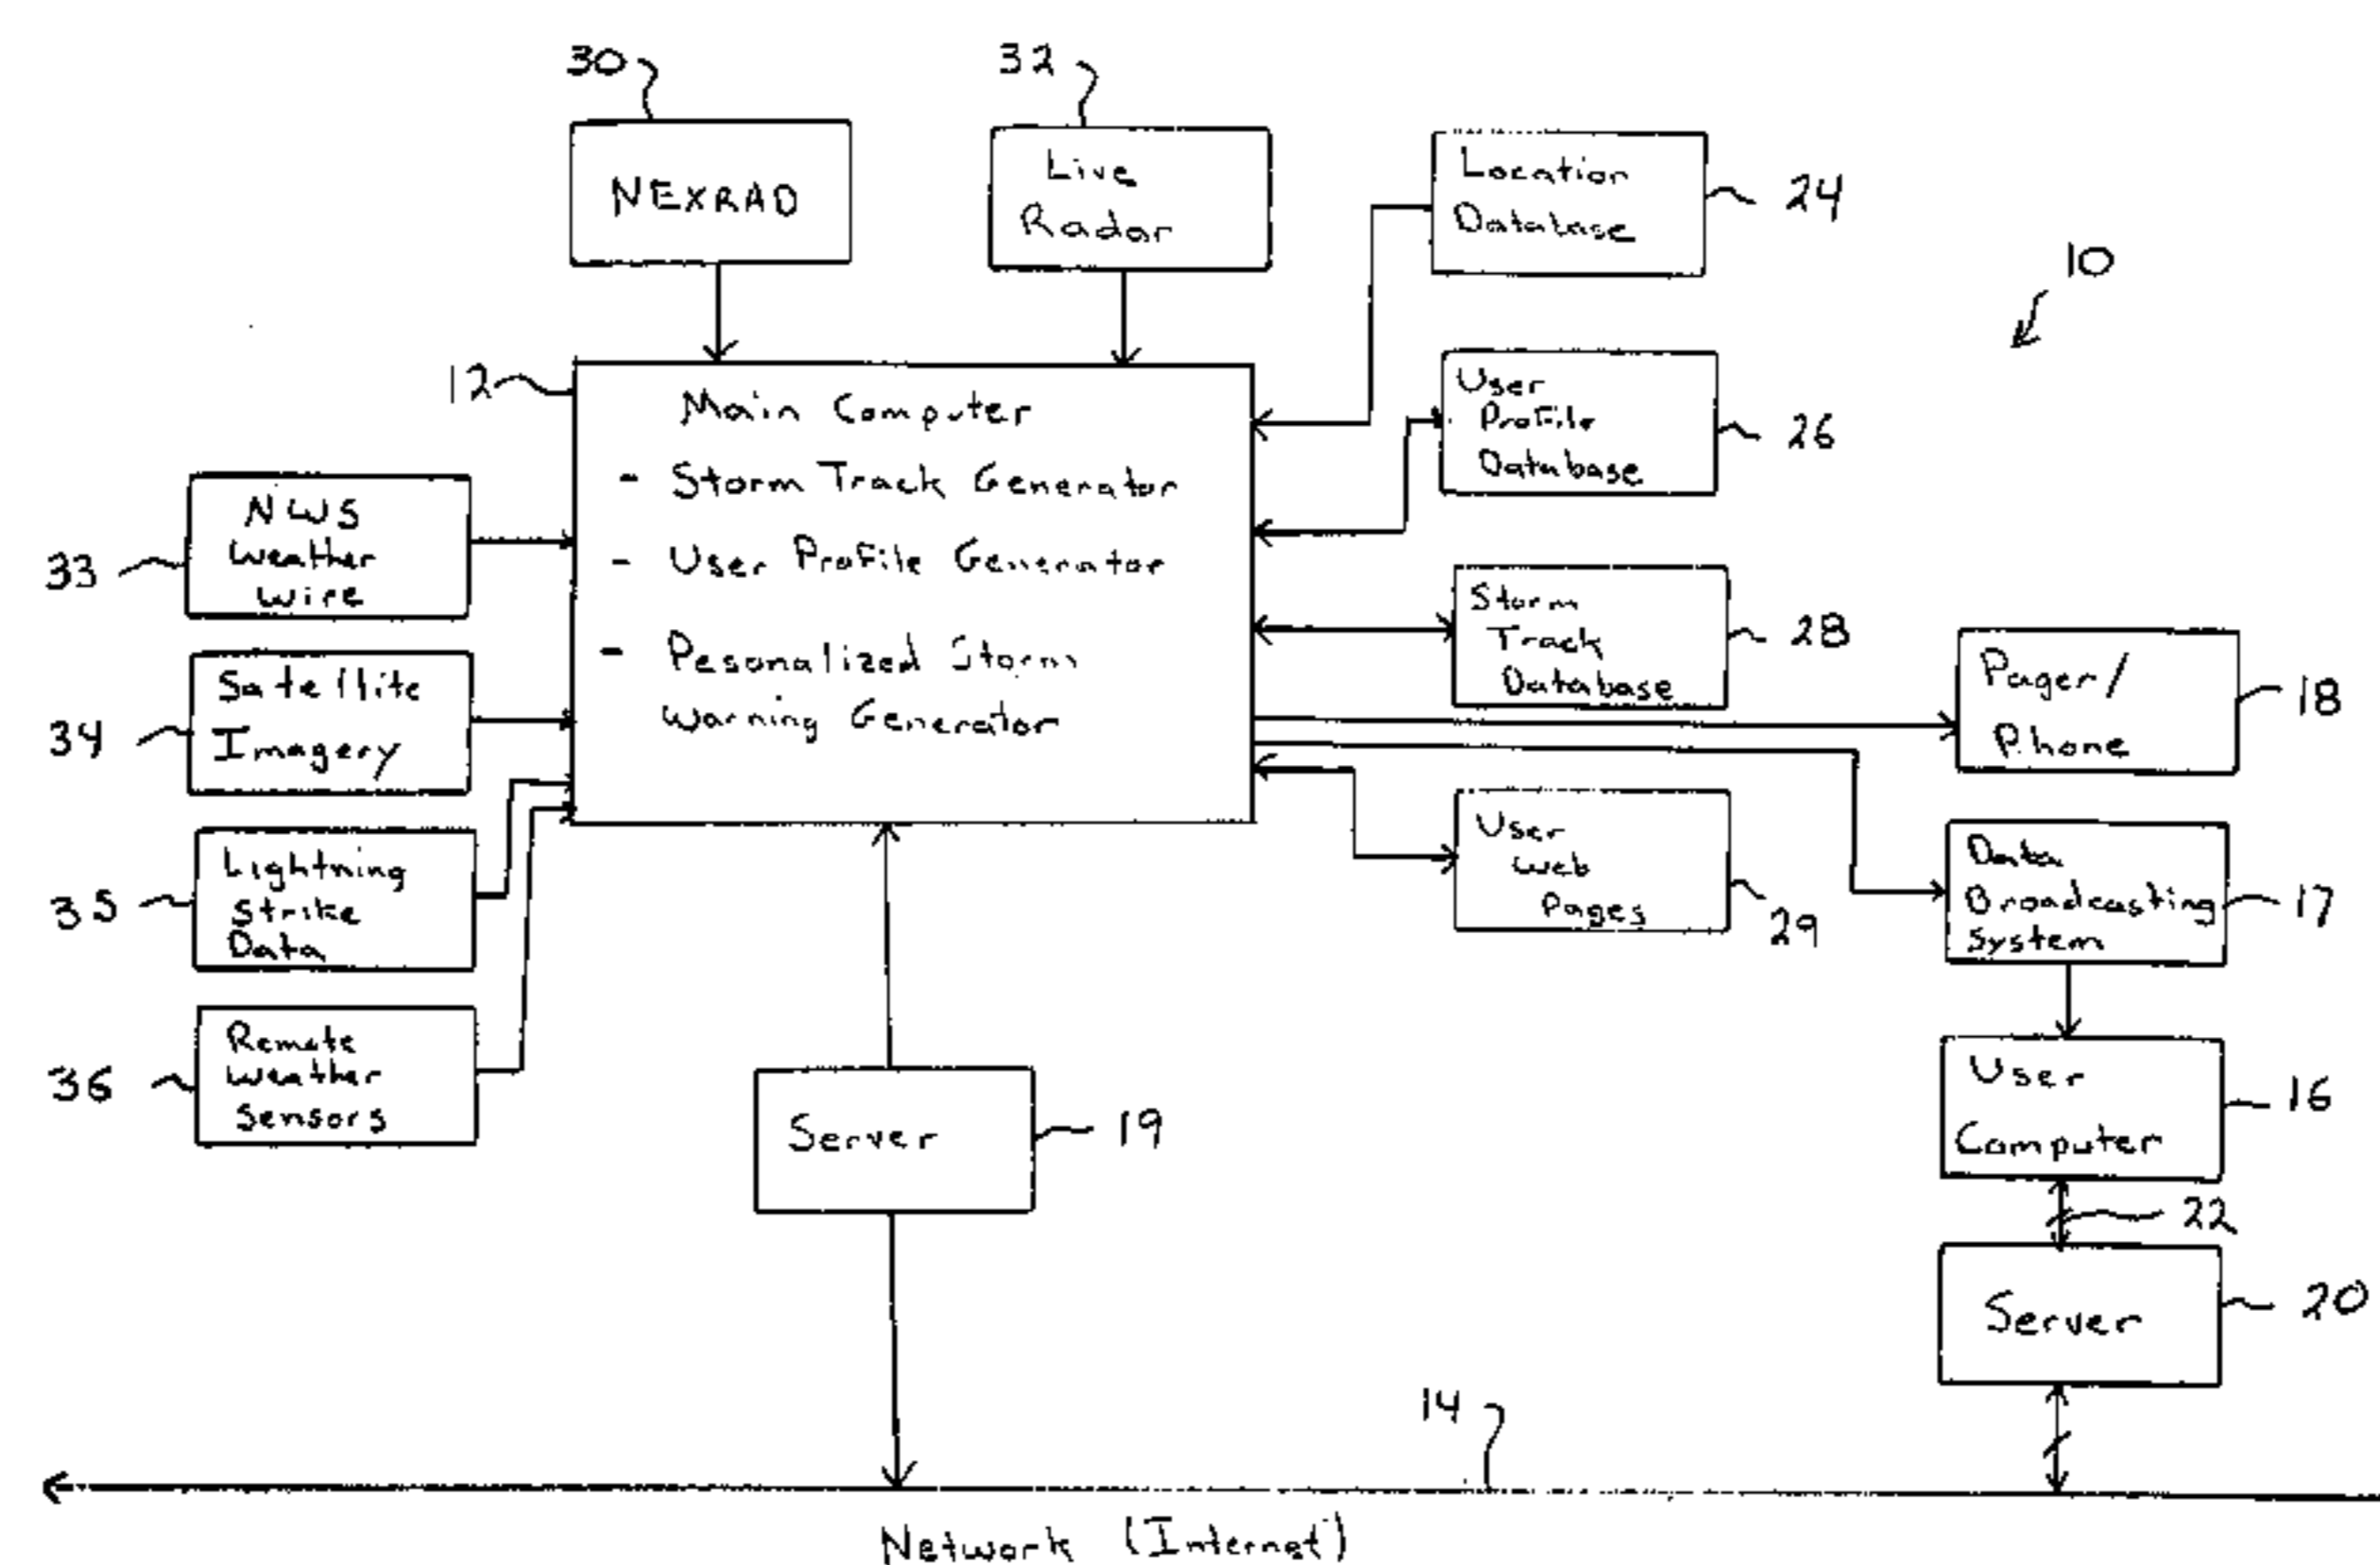 30
32
NEXRAD
Live
Radar
Location
Database
24
10
12
Main Computer
- Storm Track Generator
- User Profile Generator
- Pesonalized Storm
Warning Generator
User
Profile
Database
26
NWS
Weather
Wire
33
Storm
Track
Database
28
Satellite
Imagery
34
Pager/
Phone
18
Lightning
Strike
Data
35
User
Web
Pages
29
Data
Broadcasting
System
17
Remote
Weather
Sensors
36
Server
19
User
Computer
16
22
Server
20
14
Network (Internet)